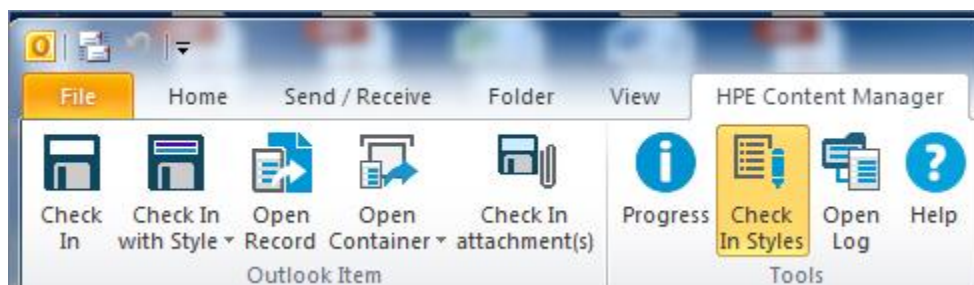 File Home Send / Receive Folder View HPE Content Manager
Check In Check In with Style Open Record Open Container Check In attachment(s) Progress Check In Styles Open Log Help
Outlook Item Tools